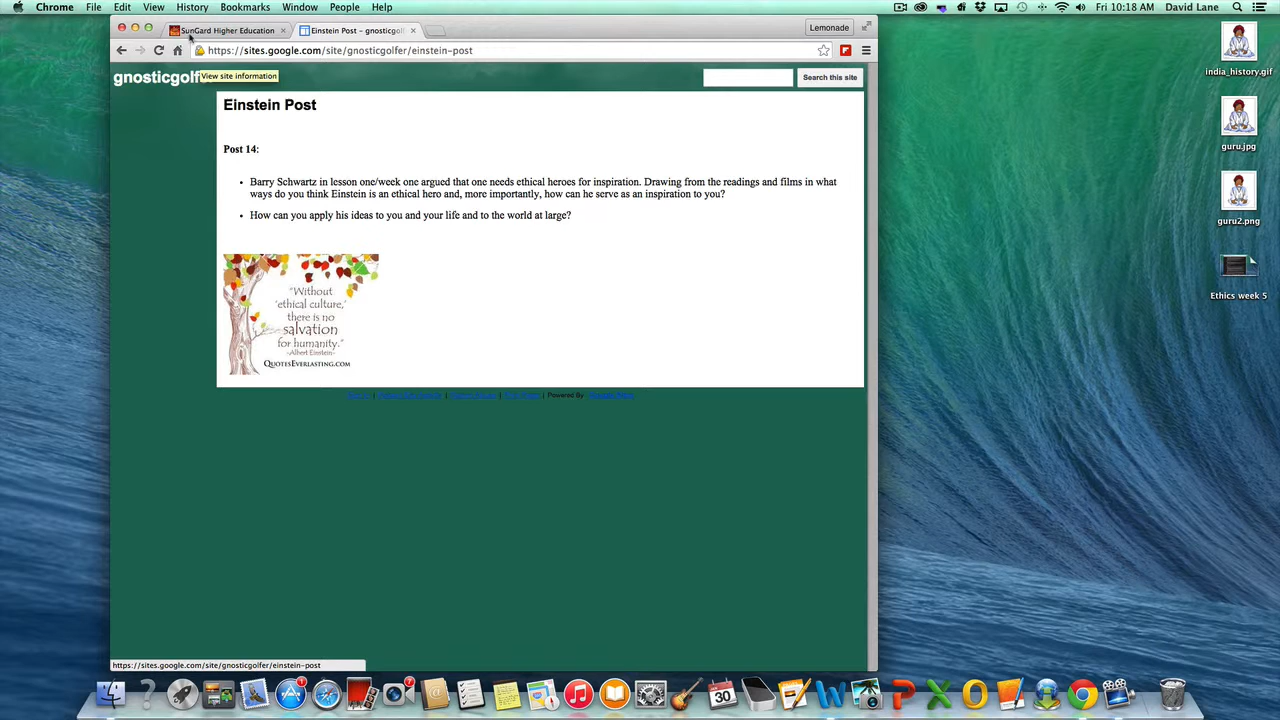 Chrome File Edit View History Bookmarks Window People Help Fri 10:18 AM David Lane
SunGard Higher Education Einstein Post - gnosticgolfer Lemonade
https://sites.google.com/site/gnosticgolfer/einstein-post
gnosticgolf View site information Search this site
Einstein Post
Post 14:
• Barry Schwartz in lesson one/week one argued that one needs ethical heroes for inspiration. Drawing from the readings and films in what
ways do you think Einstein is an ethical hero and, more importantly, how can he serve as an inspiration to you?
• How can you apply his ideas to you and your life and to the world at large?
"Without
'ethical culture,'
there is no
salvation
for humanity."
-Albert Einstein-
QuotesEverlasting.com
| | | | Powered By
https://sites.google.com/site/gnosticgolfer/einstein-post
india_history.gif
guru.jpg
guru2.png
Ethics week 5
1
7
30